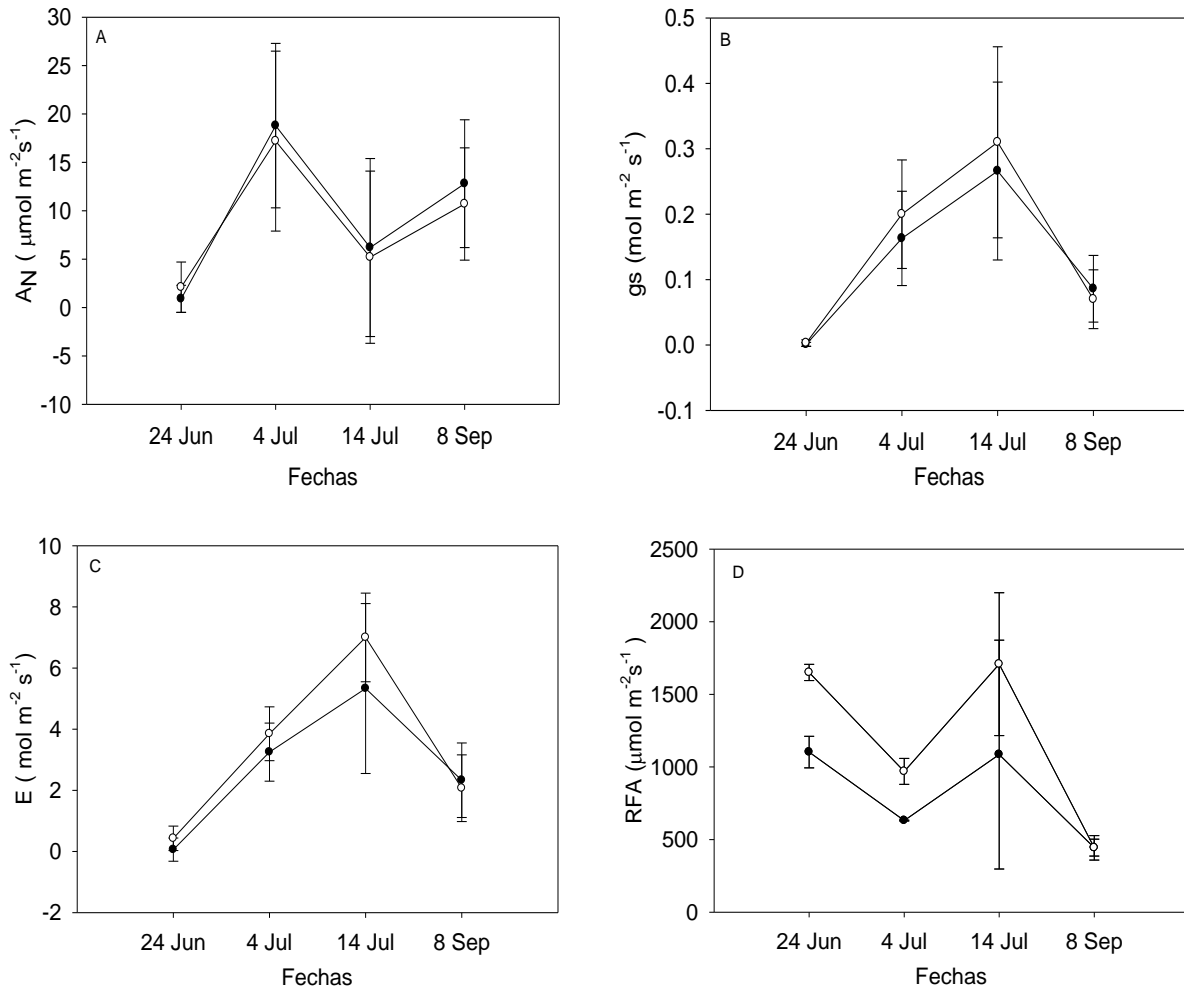 A
30
25
20
15
10
5
0
-5
-10
AN ( μmol m-2s-1)
24 Jun 4 Jul 14 Jul 8 Sep
Fechas
B
0.5
0.4
0.3
0.2
0.1
0.0
-0.1
gs (mol m-2 s-1)
24 Jun 4 Jul 14 Jul 8 Sep
Fechas
C
10
8
6
4
2
0
-2
E ( mol m-2 s-1)
24 Jun 4 Jul 14 Jul 8 Sep
Fechas
D
2500
2000
1500
1000
500
0
RFA (μmol m-2s-1 )
24 Jun 4 Jul 14 Jul 8 Sep
Fechas